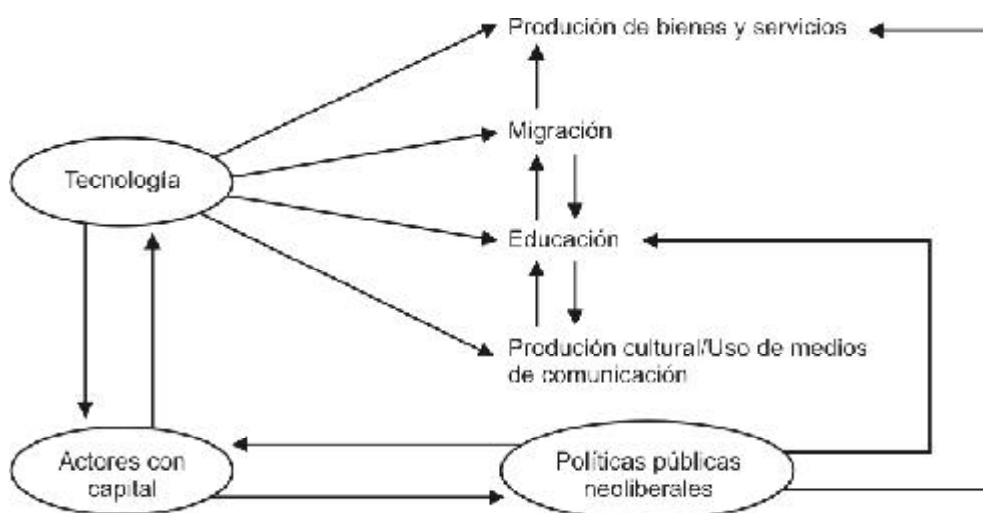 Produción de bienes y servicios
Migración
Tecnología
Educación
Produción cultural/Uso de medios
de comunicación
Actores con
capital
Políticas públicas
neoliberales